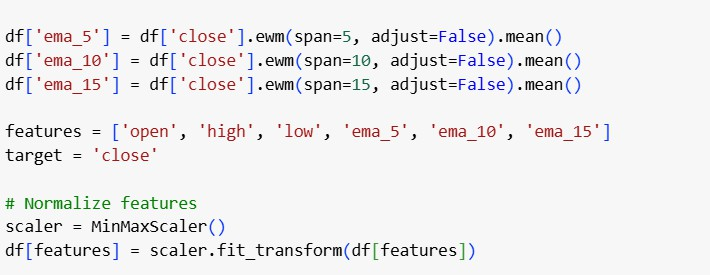 df['ema_5'] = df['close'].ewm(span=5, adjust=False).mean()
df['ema_10'] = df['close'].ewm(span=10, adjust=False).mean()
df['ema_15'] = df['close'].ewm(span=15, adjust=False).mean()
features = ['open', 'high', 'low', 'ema_5', 'ema_10', 'ema_15']
target = 'close'
# Normalize features
scaler = MinMaxScaler()
df[features] = scaler.fit_transform(df[features])